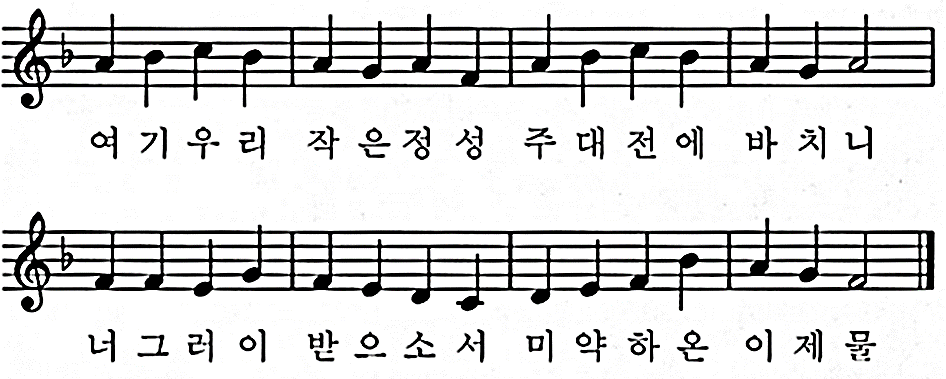 여 기 우 리 작 은 정 성 주 대 전 에 바 치 니
너 그 러 이 받 으 소 서 미 약 하 온 이 제 물